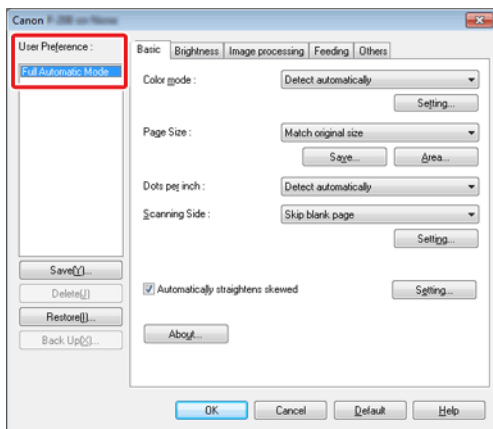 Canon
User Preference :
Full Automatic Mode
Save(Y)...
Delete(J)
Restore(I)...
Back Up(X)...
Basic Brightness Image processing Feeding Others
Color mode : Detect automatically
Setting...
Page Size : Match original size
Save... Area...
Dots per inch : Detect automatically
Scanning Side : Skip blank page
Setting...
Automatically straightens skewed Setting...
About...
OK Cancel Default Help